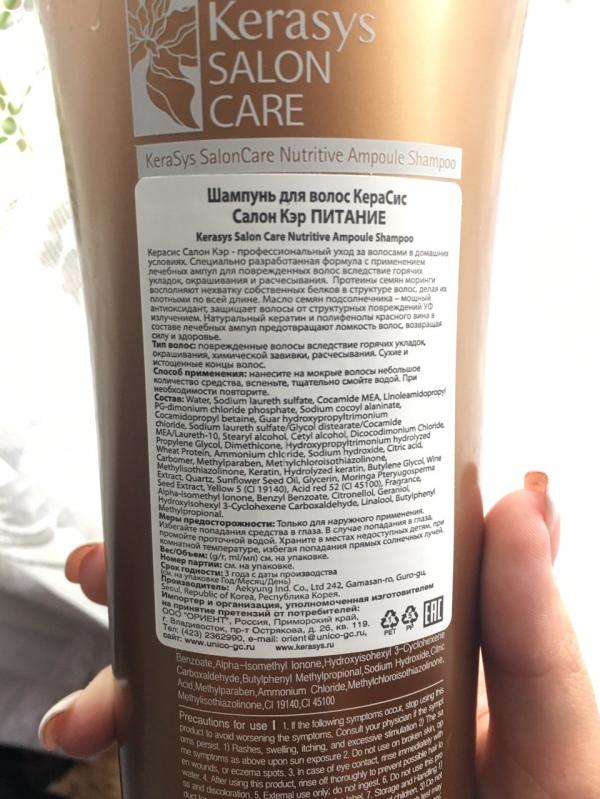 Kerasys
SALON
CARE
KeraSys SalonCare Nutritive Ampoule Shampoo
Шампунь для волос КераСис
Салон Кэр ПИТАНИЕ
Kerasys Salon Care Nutritive Ampoule Shampoo
Керасис Салон Кэр - профессиональный уход за волосами в домашних
условиях. Специально разработанная формула с применением
лечебных ампул для поврежденных волос вследствие горячих
укладок, окрашивания и расчесывания. Протеины семян моринги
восполняют нехватку собственных белков в структуре волос, делая их
плотными по всей длине. Масло семян подсолнечника – мощный
антиоксидант, защищает волосы от структурных повреждений УФ
излучением. Натуральный кератин и полифенолы красного вина в
составе лечебных ампул предотвращают ломкость волос, возвращая
силу и здоровье.
Тип волос: поврежденные волосы вследствие горячих укладок,
окрашивания, химической завивки, расчесывания. Сухие и
истощенные концы волос.
Способ применения: нанесите на мокрые волосы небольшое
количество средства, вспеньте, тщательно смойте водой. При
необходимости повторите.
Состав: Water, Sodium laureth sulfate, Cocamide MEA, Linoleamidopropyl
PG-dimonium chloride phosphate, Sodium cocoyl alaninate,
Cocamidopropyl betaine, Guar hydroxypropyltrimonium
chloride, Sodium laureth sulfate/Glycol distearate/Cocamide
MEA/Laureth-10, Stearyl alcohol, Cetyl alcohol, Dicocodimonium Chloride,
Propylene Glycol, Dimethicone, Hydroxypropyltrimonium hydrolyzed
Wheat Protein, Ammonium chloride, Sodium hydroxide, Citric acid,
Carbomer, Methylparaben, Methylchloroisothiazolinone,
Methylisothiazolinone, Keratin, Hydrolyzed keratin, Butylene Glycol, Wine
Extract, Quartz, Sunflower Seed Oil, Glycerin, Moringa Pterygosperma
Seed Extract, Yellow 5 (CI 19140), Acid red 52 (CI 45100), Fragrance,
Alpha-Isomethyl Ionone, Benzyl Benzoate, Citronellol, Geraniol,
Hydroxyisohexyl 3-Cyclohexene Carboxaldehyde, Linalool, Butylphenyl
Methylpropional.
Меры предосторожности: Только для наружного применения.
Избегайте попадания средства в глаза. В случае попадания в глаза,
промойте проточной водой. Храните в местах недоступных детям, при
комнатной температуре, избегая попадания прямых солнечных лучей.
Вес/Объем: (g/г, ml/мл) см. на упаковке.
Номер партии: см. на упаковке.
Срок годности: 3 года с даты производства
(см. на упаковке Год/Месяц/День)
Производитель: Aekyung Ind. Co., Ltd 242, Gamasan-ro, Guro-gu,
Seoul, Republic of Korea, Республика Корея.
Импортер и организация, уполномоченная изготовителем
на принятие претензий от потребителей:
ООО "ОРИЕНТ", Россия, Приморский край,
г. Владивосток, пр-т Острякова, д. 26, кв. 119.
Тел: (423) 2362990, e-mail: orient@unico-gc.ru,
сайт: www.unico-gc.ru www.kerasys.ru
PET PP EAC
Benzoate,Alpha-Isomethyl Ionone,Hydroxyisohexyl 3-Cyclohexene
Carboxaldehyde,Butylphenyl Methylpropional,Sodium Hydroxide,Citric
Acid,Methylparaben,Ammonium Chloride,Methylchloroisothiazolinone,
Methylisothiazolinone,CI 19140,CI 45100
Precautions for use | 1. If the following symptoms occur, stop using this
product to avoid worsening the symptoms. Consult your physician if the sympt
oms persist. 1) Rashes, swelling, itching, and excessive stimulation 2) The sa
me symptoms as above upon sun exposure 2. Do not use on broken skin, op
en wounds, or eczema spots. 3. In case of eye contact, rinse immediately with
water. 4. After using this product, rinse off thoroughly to prevent possible hair lo
ss and discoloration. 5. External use only; do not ingest. 6. Do not use this pro
7. Storage and Handling 1)